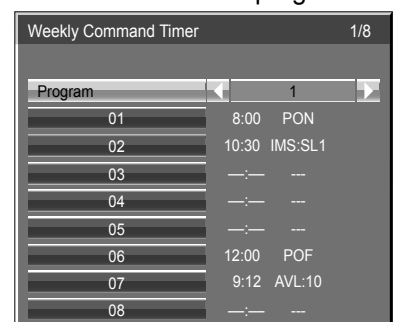 Weekly Command Timer 1/8
Program 1
01 8:00 PON
02 10:30 IMS:SL1
03 —:— ---
04 —:— ---
05 —:— ---
06 12:00 POF
07 9:12 AVL:10
08 —:— ---